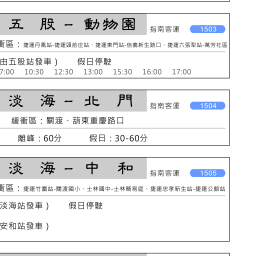 五股－動物園 指南客運 1503
衝區：捷運丹鳳站-捷運頭前庄站、捷運東門站-信義新生路口、捷運六張犁站-萬芳社區
由五股站發車） 假日停駛
7:00 10:30 12:30 13:00 15:30 16:00 17:00
淡海－北門 指南客運 1504
緩衝區：關渡、葫東重慶路口
離峰：60分 假日：30-60分
淡海－中和 指南客運 1505
衝區：捷運竹圍站-關渡國小、士林國中-士林簡易庭、捷運忠孝新生站-捷運公館站
淡海站發車） 假日停駛
安和站發車）